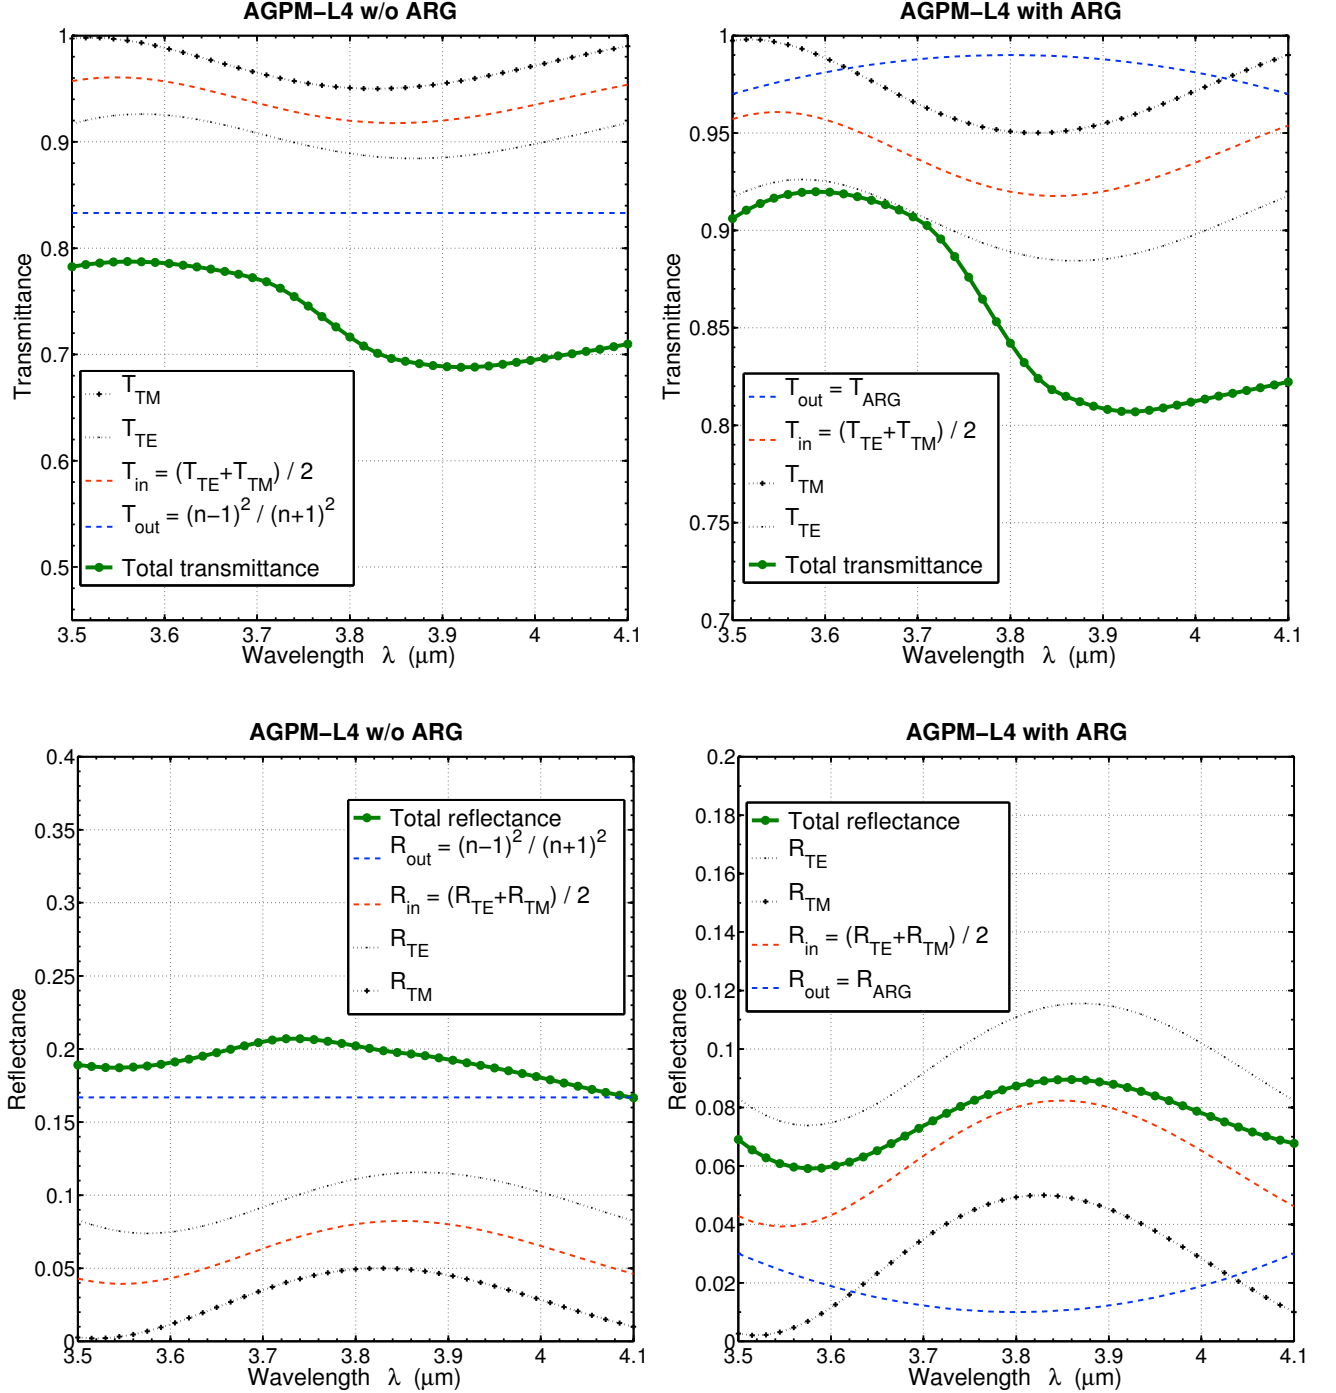 AGPM−L4 w/o ARG
1
0.9
0.8
0.7
0.6
0.5
Transmittance
T_TM
T_TE
T_in = (T_TE+T_TM) / 2
T_out = (n−1)^2 / (n+1)^2
Total transmittance
3.5 3.6 3.7 3.8 3.9 4 4.1
Wavelength λ (μm)
AGPM−L4 with ARG
1
0.95
0.9
0.85
0.8
0.75
0.7
Transmittance
T_out = T_ARG
T_in = (T_TE+T_TM) / 2
T_TM
T_TE
Total transmittance
3.5 3.6 3.7 3.8 3.9 4 4.1
Wavelength λ (μm)
AGPM−L4 w/o ARG
0.4
0.35
0.3
0.25
0.2
0.15
0.1
0.05
0
Reflectance
Total reflectance
R_out = (n−1)^2 / (n+1)^2
R_in = (R_TE+R_TM) / 2
R_TE
R_TM
3.5 3.6 3.7 3.8 3.9 4 4.1
Wavelength λ (μm)
AGPM−L4 with ARG
0.2
0.18
0.16
0.14
0.12
0.1
0.08
0.06
0.04
0.02
0
Reflectance
Total reflectance
R_TE
R_TM
R_in = (R_TE+R_TM) / 2
R_out = R_ARG
3.5 3.6 3.7 3.8 3.9 4 4.1
Wavelength λ (μm)